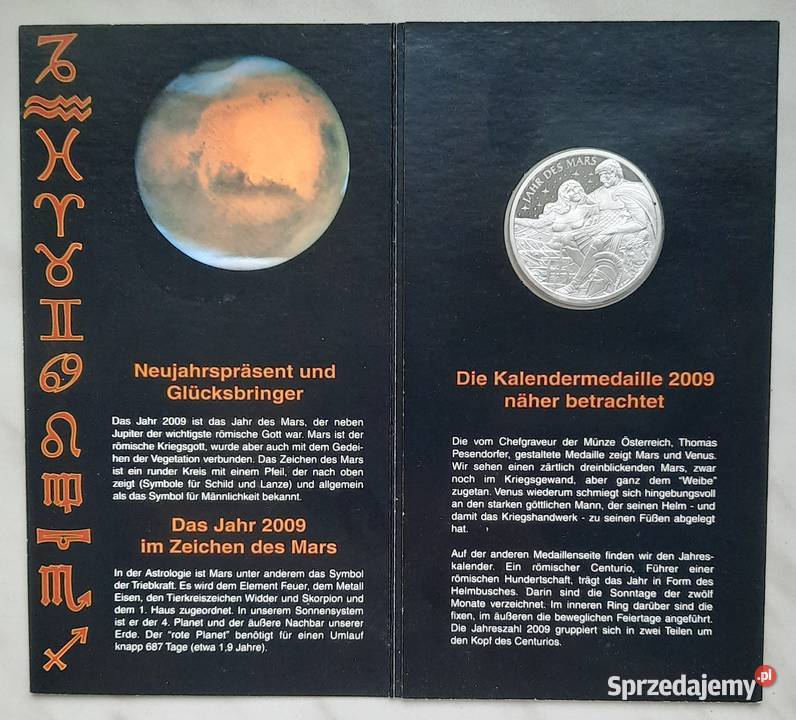 Neujahrspräsent und
Glücksbringer
Das Jahr 2009 ist das Jahr des Mars, der neben
Jupiter der wichtigste römische Gott war. Mars ist der
römische Kriegsgott, wurde aber auch mit dem Gedei-
hen der Vegetation verbunden. Das Zeichen des Mars
ist ein runder Kreis mit einem Pfeil, der nach oben
zeigt (Symbole für Schild und Lanze) und allgemein
als das Symbol für Männlichkeit bekannt.
Das Jahr 2009
im Zeichen des Mars
In der Astrologie ist Mars unter anderem das Symbol
der Triebkraft. Es wird dem Element Feuer, dem Metall
Eisen, den Tierkreiszeichen Widder und Skorpion und
dem 1. Haus zugeordnet. In unserem Sonnensystem
ist er der 4. Planet und der äußere Nachbar unserer
Erde. Der "rote Planet" benötigt für einen Umlauf
knapp 687 Tage (etwa 1,9 Jahre).
JAHR DES MARS
Die Kalendermedaille 2009
näher betrachtet
Die vom Chefgraveur der Münze Österreich, Thomas
Pesendorfer, gestaltete Medaille zeigt Mars und Venus.
Wir sehen einen zärtlich dreinblickenden Mars, zwar
noch im Kriegsgewand, aber ganz dem "Weibe"
zugetan. Venus wiederum schmiegt sich hingebungsvoll
an den starken göttlichen Mann, der seinen Helm - und
damit das Kriegshandwerk - zu seinen Füßen abgelegt
hat.
Auf der anderen Medaillenseite finden wir den Jahres-
kalender. Ein römischer Centurio, Führer einer
römischen Hundertschaft, trägt das Jahr in Form des
Helmbusches. Darin sind die Sonntage der zwölf
Monate verzeichnet. Im inneren Ring darüber sind die
fixen, im äußeren die beweglichen Feiertage angeführt.
Die Jahreszahl 2009 gruppiert sich in zwei Teilen um
den Kopf des Centurios.
Sprzedajemy.pl